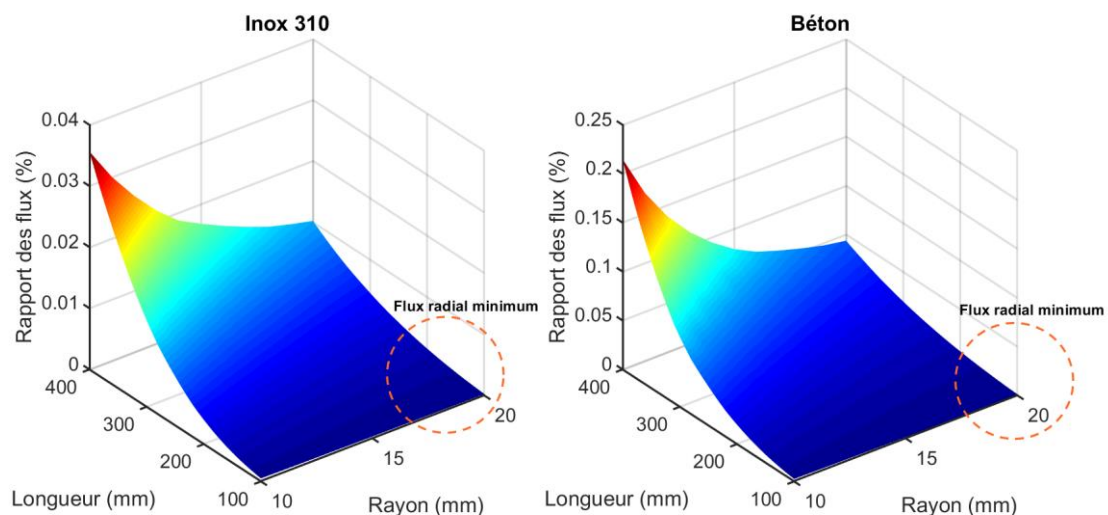 Inox 310
Rapport des flux (%)
0.04
0.03
0.02
0.01
0
400
300
200
100
Longueur (mm)
10
15
20
Rayon (mm)
Flux radial minimum
Béton
Rapport des flux (%)
0.25
0.2
0.15
0.1
0.05
0
400
300
200
100
Longueur (mm)
10
15
20
Rayon (mm)
Flux radial minimum